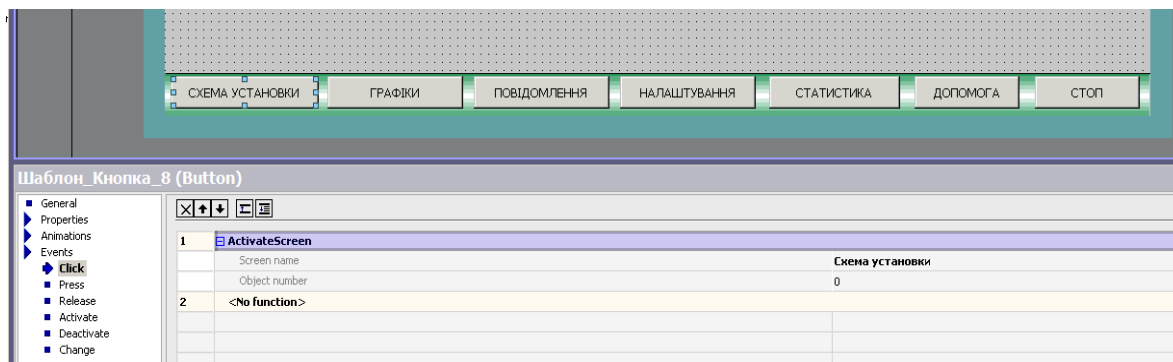 СХЕМА УСТАНОВКИ ГРАФІКИ ПОВІДОМЛЕННЯ НАЛАШТУВАННЯ СТАТИСТИКА ДОПОМОГА СТОП
Шаблон_Кнопка_8 (Button)
General
Properties
Animations
Events
Click
Press
Release
Activate
Deactivate
Change
1 ActivateScreen
Screen name Схема установки
Object number 0
2 <No function>